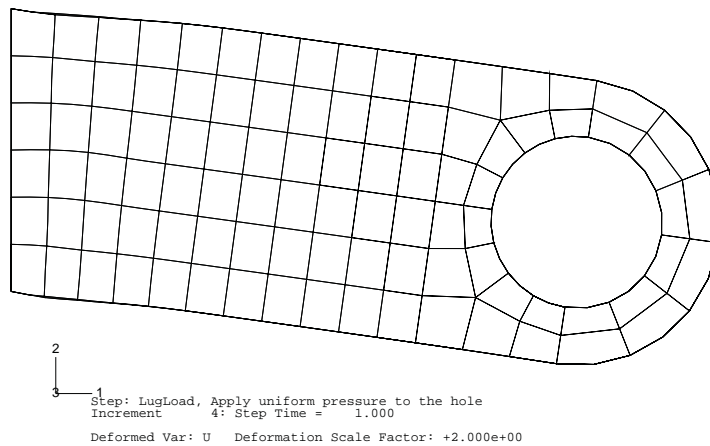 2
3 1
Step: LugLoad, Apply uniform pressure to the hole
Increment 4: Step Time = 1.000
Deformed Var: U Deformation Scale Factor: +2.000e+00